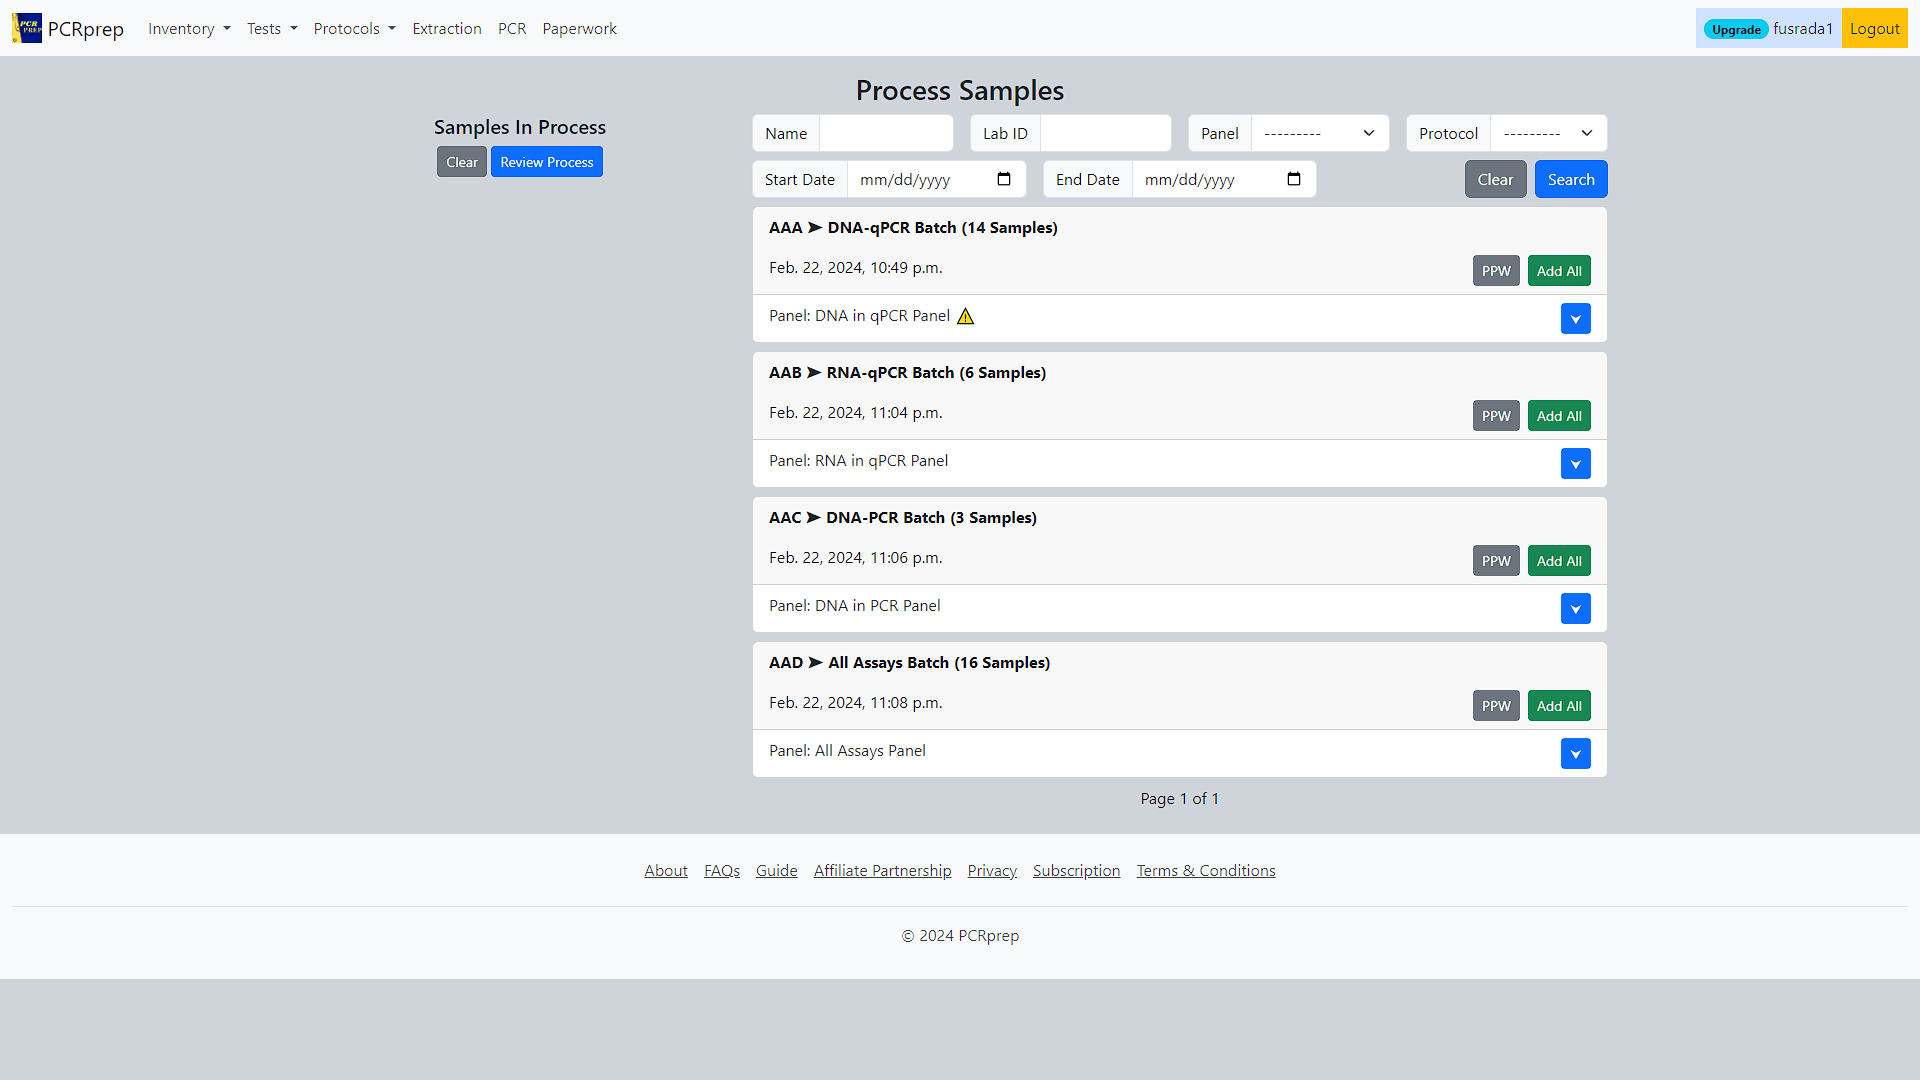 PCR PREP PCRprep Inventory Tests Protocols Extraction PCR Paperwork Upgrade fusrada1 Logout
Process Samples
Samples In Process
Clear Review Process
Name Lab ID Panel --------- Protocol ---------
Start Date mm/dd/yyyy End Date mm/dd/yyyy Clear Search
AAA ➤ DNA-qPCR Batch (14 Samples)
Feb. 22, 2024, 10:49 p.m. PPW Add All
Panel: DNA in qPCR Panel ⚠
AAB ➤ RNA-qPCR Batch (6 Samples)
Feb. 22, 2024, 11:04 p.m. PPW Add All
Panel: RNA in qPCR Panel
AAC ➤ DNA-PCR Batch (3 Samples)
Feb. 22, 2024, 11:06 p.m. PPW Add All
Panel: DNA in PCR Panel
AAD ➤ All Assays Batch (16 Samples)
Feb. 22, 2024, 11:08 p.m. PPW Add All
Panel: All Assays Panel
Page 1 of 1
About FAQs Guide Affiliate Partnership Privacy Subscription Terms & Conditions
© 2024 PCRprep